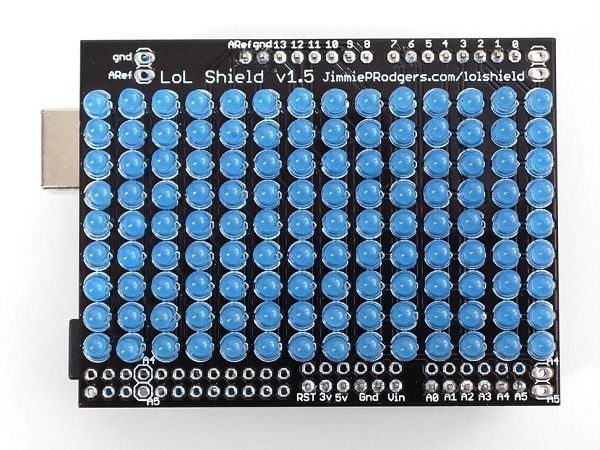 ARef gnd 13 12 11 10 9 8 7 6 5 4 3 2 1 0
gnd
ARef
LoL Shield v1.5 JimmiePRodgers.com/lolshield
A4 A4
RST 3v 5v Gnd Vin A0 A1 A2 A3 A4 A5
A5 A5